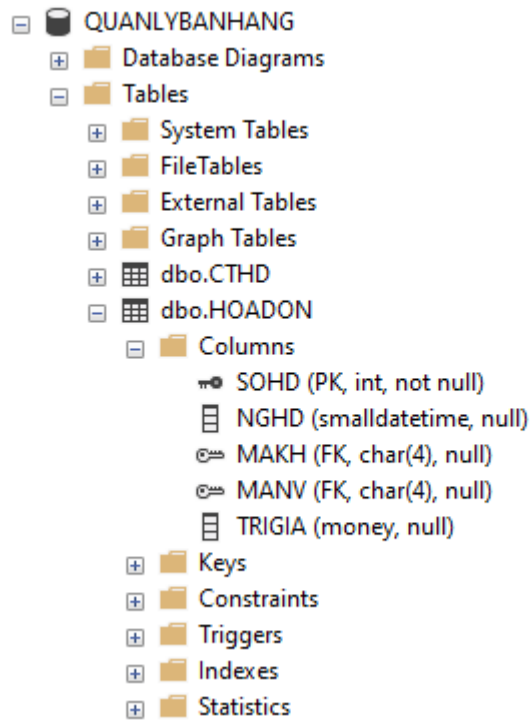 QUANLYBANHANG
Database Diagrams
Tables
System Tables
FileTables
External Tables
Graph Tables
dbo.CTHD
dbo.HOADON
Columns
SOHD (PK, int, not null)
NGHD (smalldatetime, null)
MAKH (FK, char(4), null)
MANV (FK, char(4), null)
TRIGIA (money, null)
Keys
Constraints
Triggers
Indexes
Statistics